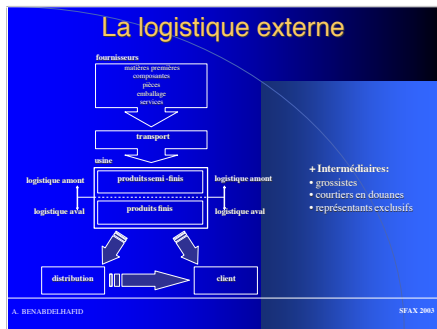 La logistique externe
fournisseurs
matières premières
composantes
pièces
emballage
services
transport
usine
logistique amont
produits semi -finis
logistique amont
logistique aval
produits finis
logistique aval
+ Intermédiaires:
• grossistes
• courtiers en douanes
• représentants exclusifs
distribution
client
A. BENABDELHAFID
SFAX 2003